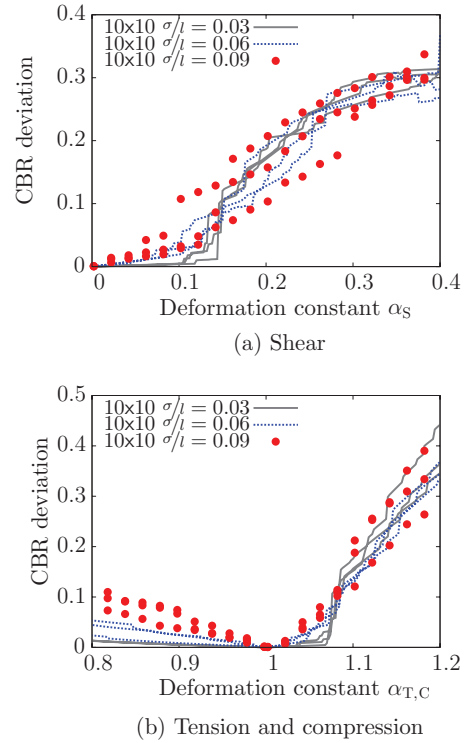 10x10 σ/l = 0.03
10x10 σ/l = 0.06
10x10 σ/l = 0.09
CBR deviation
0.3
0.2
0.1
0
0 0.1 0.2 0.3 0.4
Deformation constant αS
(a) Shear
10x10 σ/l = 0.03
10x10 σ/l = 0.06
10x10 σ/l = 0.09
CBR deviation
0.5
0.4
0.3
0.2
0.1
0
0.8 0.9 1 1.1 1.2
Deformation constant αT,C
(b) Tension and compression